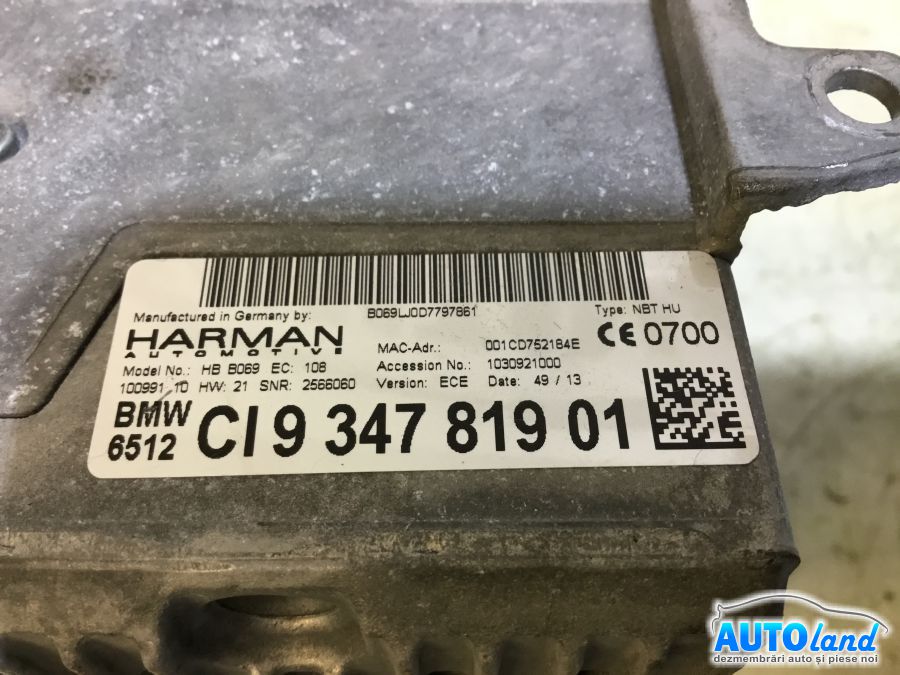 B069LJ0D7797861
Manufactured in Germany by:
HARMAN
AUTOMOTIVE
Type: NBT HU
CE 0700
MAC-Adr.: 001CD752184E
Model No.: HB B069 EC: 108
Accession No.: 1030921000
100991 10 HW: 21 SNR: 2566060
Version: ECE Date: 49 / 13
BMW
6512
CI 9 347 819 01
AUTOland
dezmembrări auto și piese noi